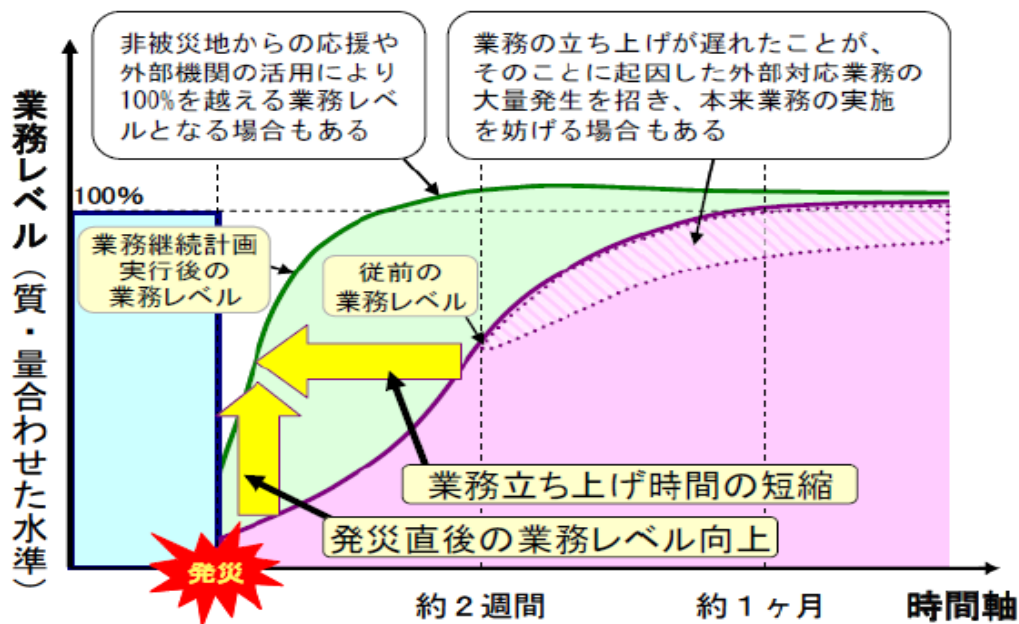 非被災地からの応援や
外部機関の活用により
100%を越える業務レベ
ルとなる場合もある
業務の立ち上げが遅れたことが、
そのことに起因した外部対応業務の
大量発生を招き、本来業務の実施
を妨げる場合もある
業務レベル（質・量合わせた水準）
100%
業務継続計画
実行後の
業務レベル
従前の
業務レベル
業務立ち上げ時間の短縮
発災直後の業務レベル向上
発災
約２週間
約１ヶ月
時間軸